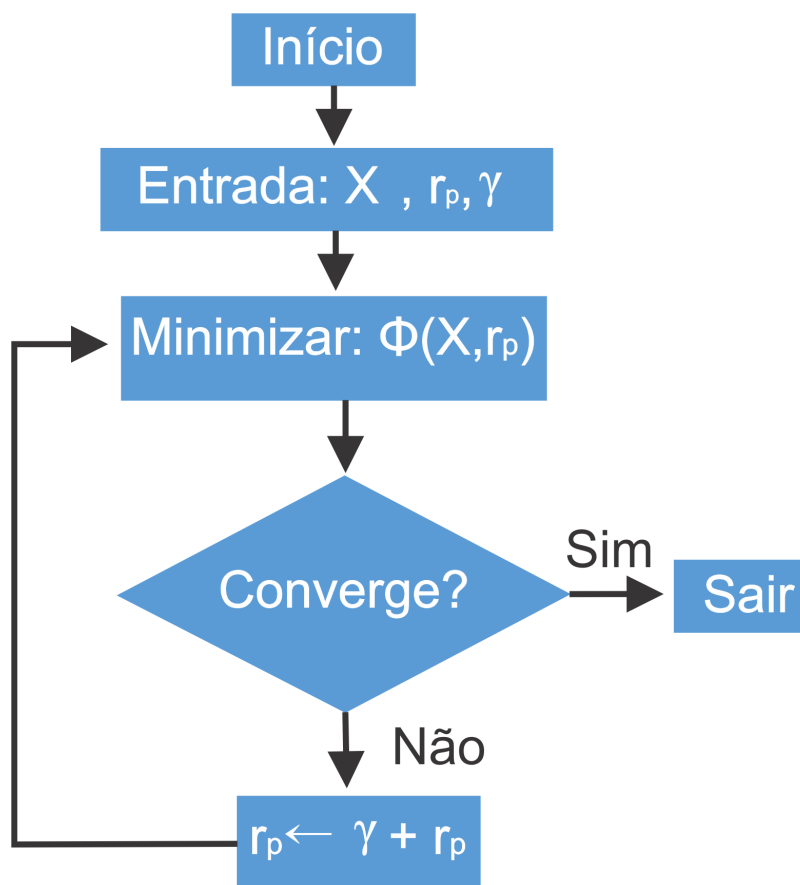 Início
Entrada: X , rₚ, γ
Minimizar: Φ(X,rₚ)
Converge?
Sim
Sair
Não
rₚ← γ + rₚ